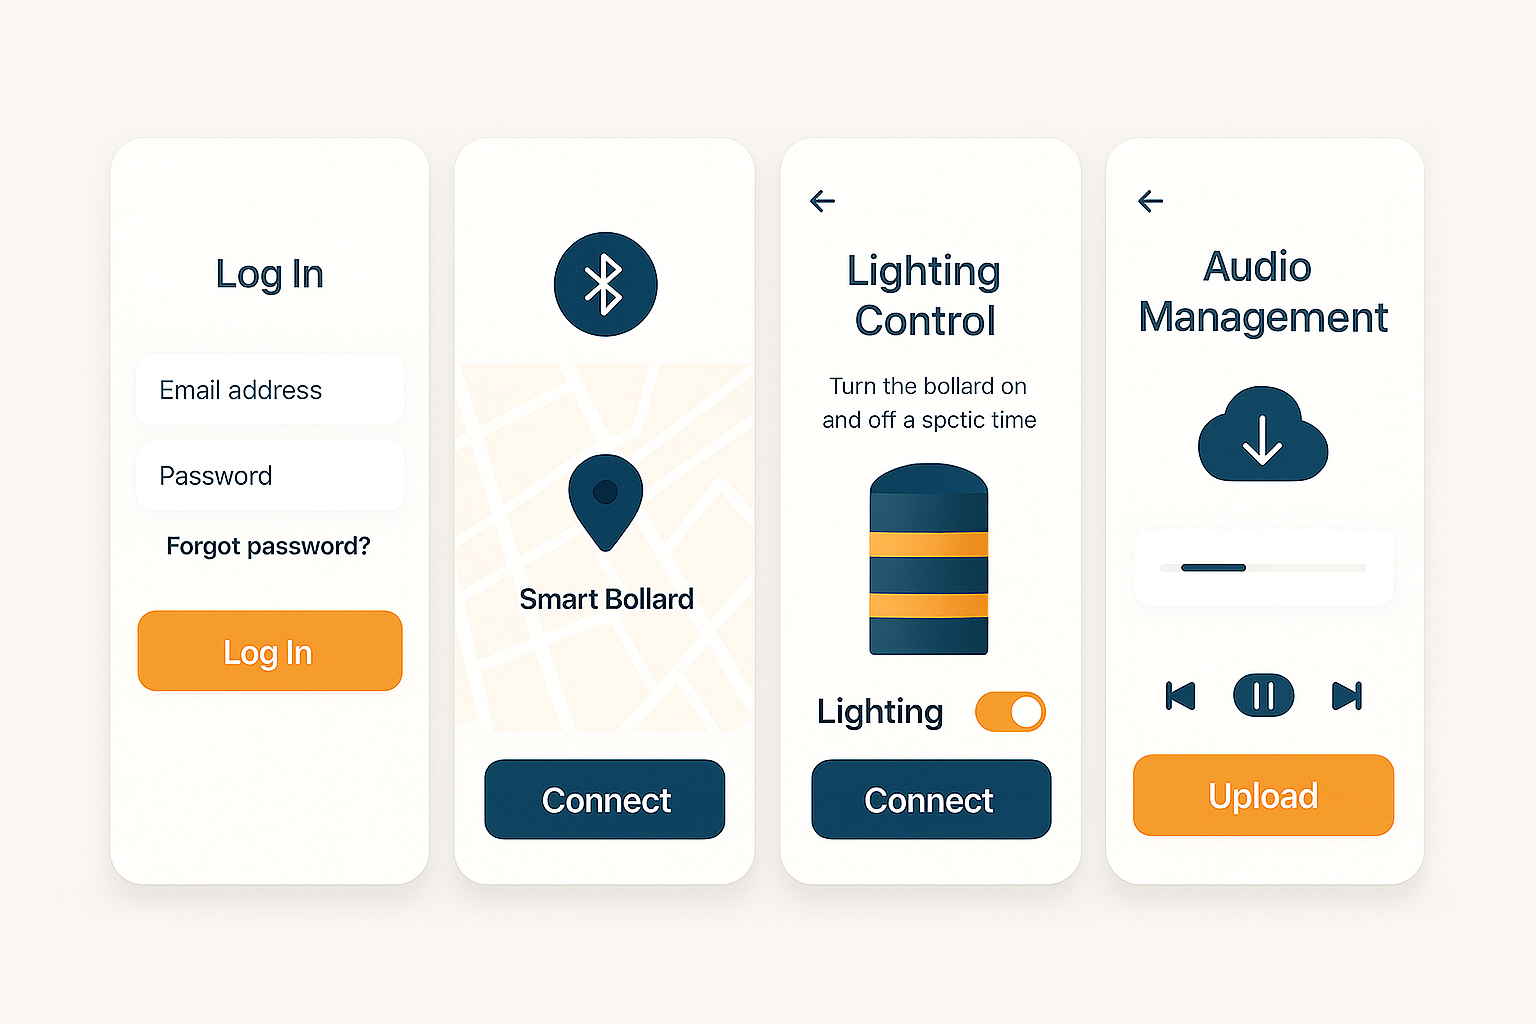 Log In
Email address
Password
Forgot password?
Log In
Smart Bollard
Connect
Lighting
Control
Turn the bollard on
and off a spctic time
Lighting
Connect
Audio
Management
Upload